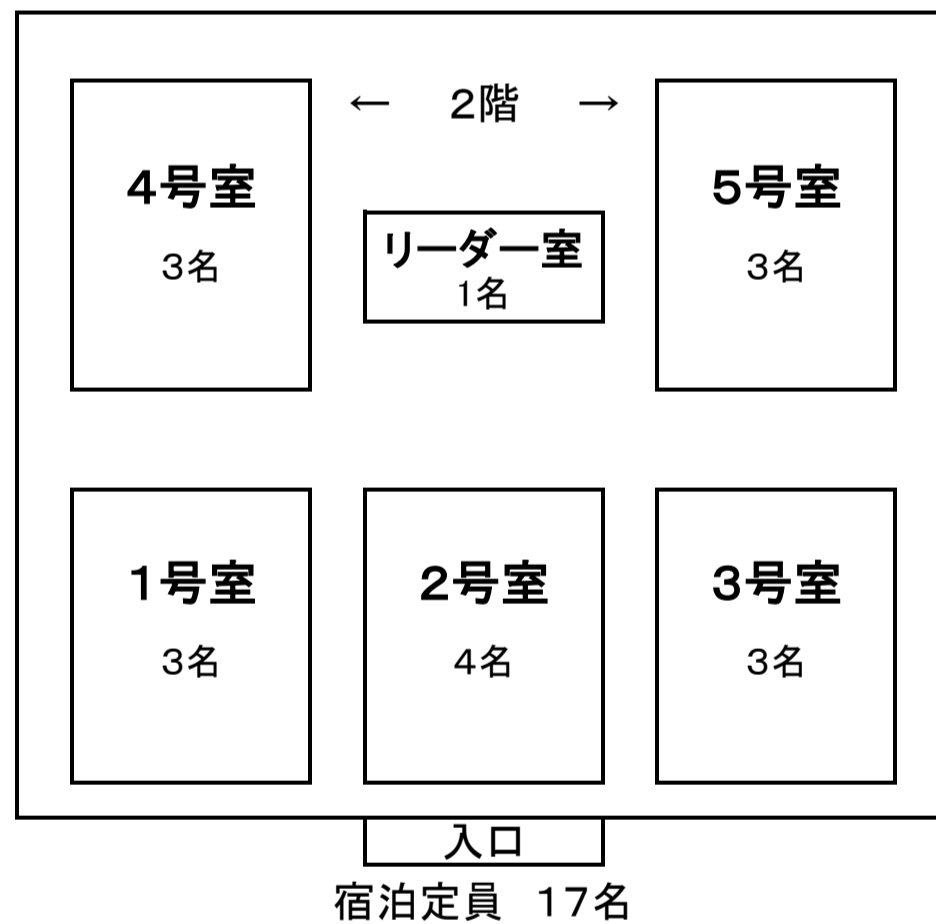 ← 2階 →
4号室
3名
リーダー室
1名
5号室
3名
1号室
3名
2号室
4名
3号室
3名
入口
宿泊定員 17名